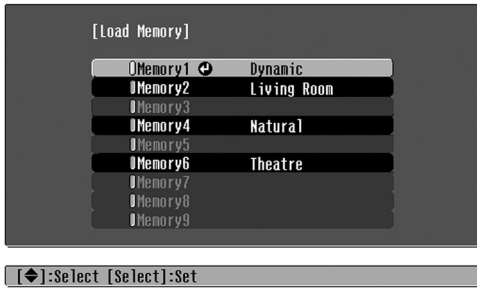 [Load Memory]
Memory1 Dynamic
Memory2 Living Room
Memory3
Memory4 Natural
Memory5
Memory6 Theatre
Memory7
Memory8
Memory9
[◆]:Select [Select]:Set